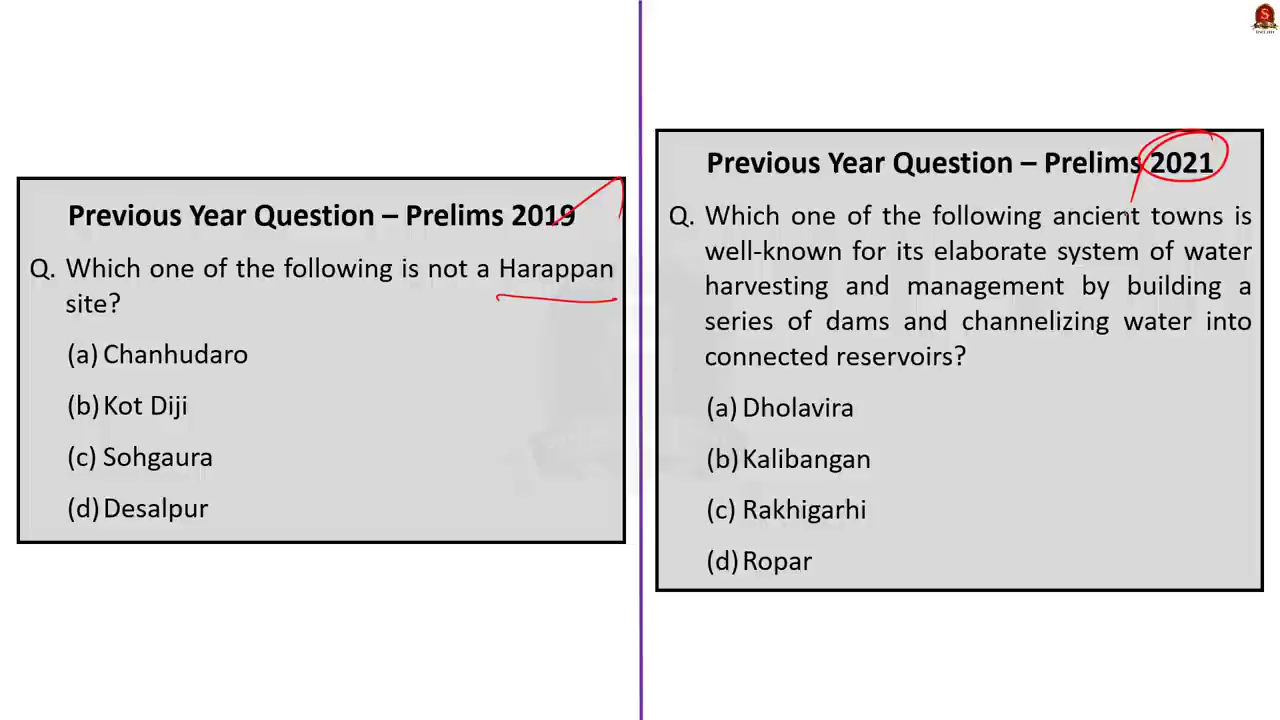 Previous Year Question – Prelims 2019
Q. Which one of the following is not a Harappan
site?
(a) Chanhudaro
(b) Kot Diji
(c) Sohgaura
(d) Desalpur
Previous Year Question – Prelims 2021
Q. Which one of the following ancient towns is
well-known for its elaborate system of water
harvesting and management by building a
series of dams and channelizing water into
connected reservoirs?
(a) Dholavira
(b) Kalibangan
(c) Rakhigarhi
(d) Ropar